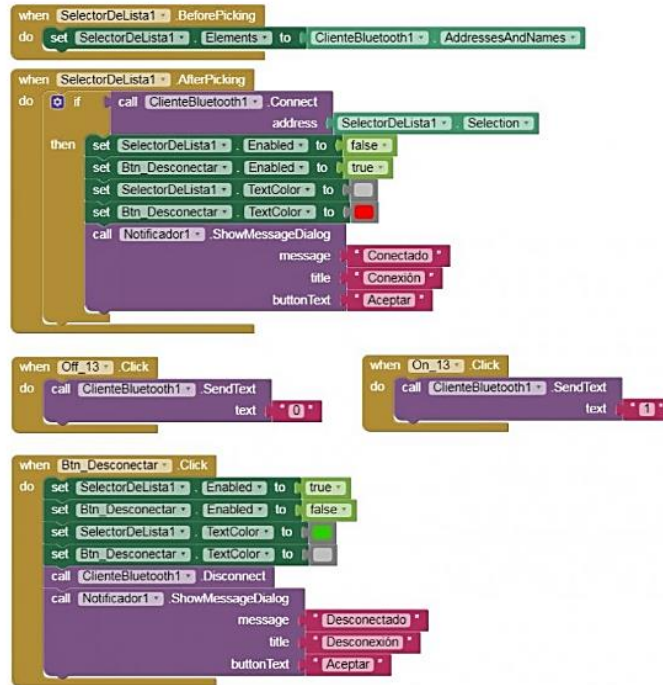 when SelectorDeLista1 .BeforePicking
do set SelectorDeLista1 . Elements to ClienteBluetooth1 . AddressesAndNames
when SelectorDeLista1 .AfterPicking
do if call ClienteBluetooth1 .Connect
address SelectorDeLista1 . Selection
then set SelectorDeLista1 . Enabled to false
set Btn_Desconectar . Enabled to true
set SelectorDeLista1 . TextColor to
set Btn_Desconectar . TextColor to
call Notificador1 .ShowMessageDialog
message " Conectado "
title " Conexión "
buttonText " Aceptar "
when Off_13 .Click
do call ClienteBluetooth1 .SendText
text " 0 "
when On_13 .Click
do call ClienteBluetooth1 .SendText
text " 1 "
when Btn_Desconectar .Click
do set SelectorDeLista1 . Enabled to true
set Btn_Desconectar . Enabled to false
set SelectorDeLista1 . TextColor to
set Btn_Desconectar . TextColor to
call ClienteBluetooth1 .Disconnect
call Notificador1 .ShowMessageDialog
message " Desconectado "
title " Desconexión "
buttonText " Aceptar "